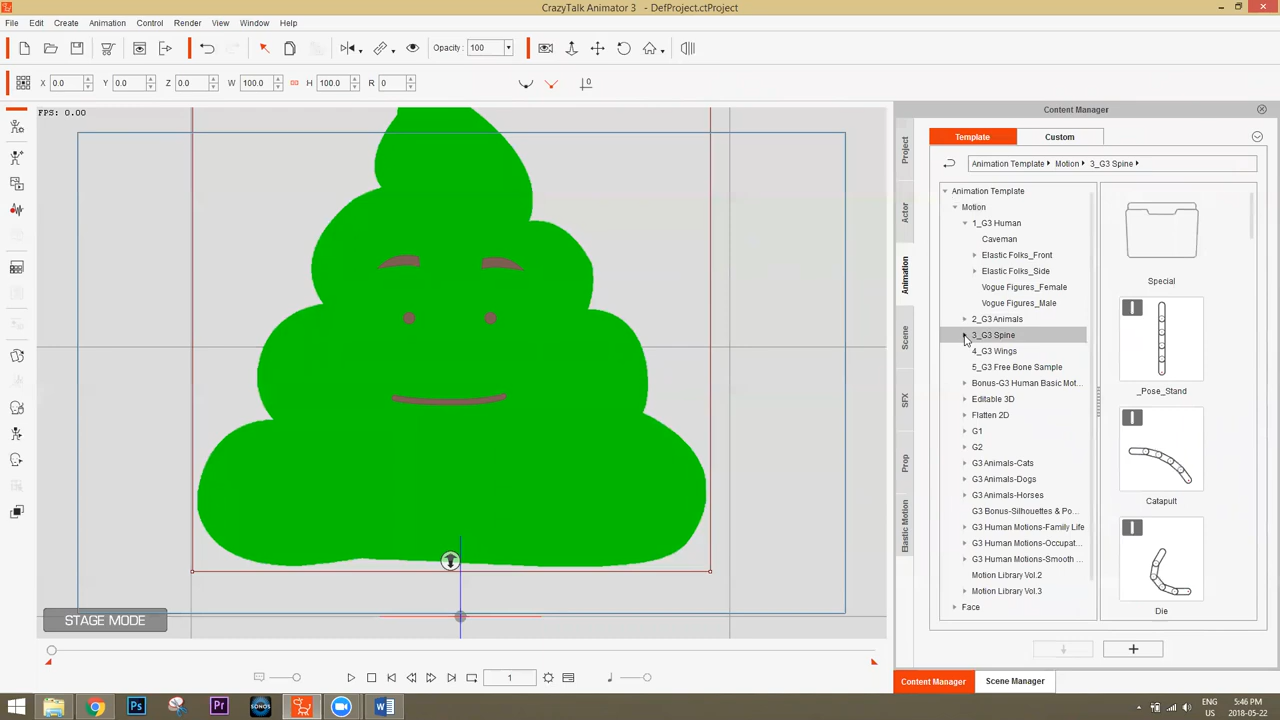 CrazyTalk Animator 3 - DefProject.ctProject
File Edit Create Animation Control Render View Window Help
Opacity : 100
X 0.0 Y 0.0 Z 0.0 W 100.0 H 100.0 R 0
FPS: 0.00
STAGE MODE
1
Content Manager
Template Custom
Animation Template Motion 3_G3 Spine
Project
Actor
Animation
Scene
SFX
Prop
Elastic Motion
Animation Template
Motion
1_G3 Human
Caveman
Elastic Folks_Front
Elastic Folks_Side
Vogue Figures_Female
Vogue Figures_Male
2_G3 Animals
3_G3 Spine
4_G3 Wings
5_G3 Free Bone Sample
Bonus-G3 Human Basic Mot...
Editable 3D
Flatten 2D
G1
G2
G3 Animals-Cats
G3 Animals-Dogs
G3 Animals-Horses
G3 Bonus-Silhouettes & Po...
G3 Human Motions-Family Life
G3 Human Motions-Occupat...
G3 Human Motions-Smooth ...
Motion Library Vol.2
Motion Library Vol.3
Face
Special
_Pose_Stand
Catapult
Die
Content Manager Scene Manager
Ps
Pr
SONOS
W
ENG
US
5:46 PM
2018-05-22